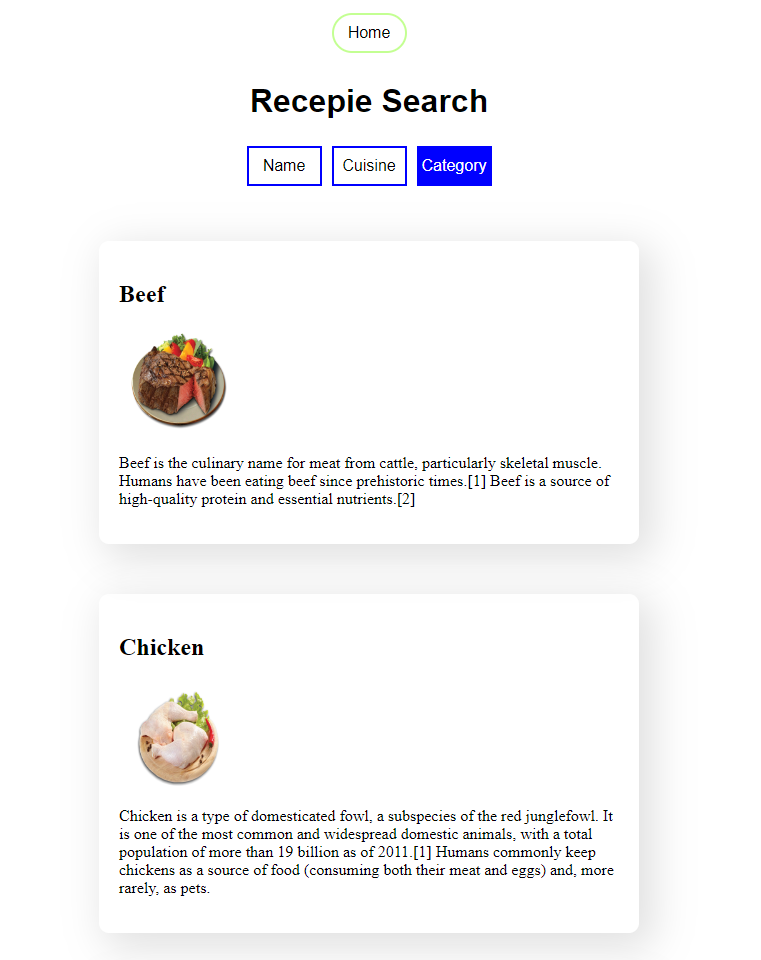 Home
Recepie Search
Name
Cuisine
Category
Beef
Beef is the culinary name for meat from cattle, particularly skeletal muscle.
Humans have been eating beef since prehistoric times.[1] Beef is a source of
high-quality protein and essential nutrients.[2]
Chicken
Chicken is a type of domesticated fowl, a subspecies of the red junglefowl. It
is one of the most common and widespread domestic animals, with a total
population of more than 19 billion as of 2011.[1] Humans commonly keep
chickens as a source of food (consuming both their meat and eggs) and, more
rarely, as pets.